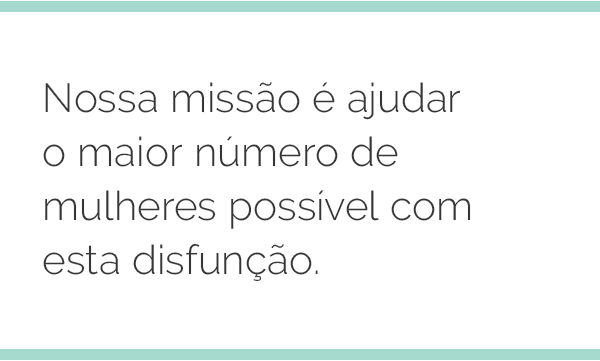 Nossa missão é ajudar
o maior número de
mulheres possível com
esta disfunção.